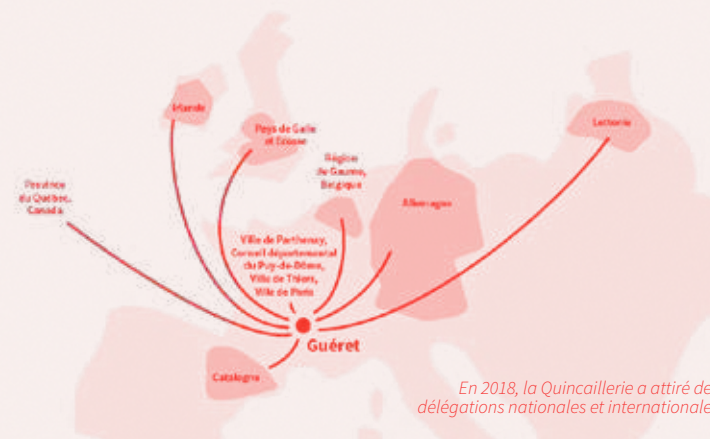 Irlande
Pays de Galle
et Ecosse
Lettonie
Région
de Gaume,
Belgique
Province
du Québec,
Canada
Allemagne
Ville de Parthenay,
Conseil départemental
du Puy-de-Dôme,
Ville de Thiers,
Ville de Paris
Guéret
Catalogne
En 2018, la Quincaillerie a attiré de
délégations nationales et internationale